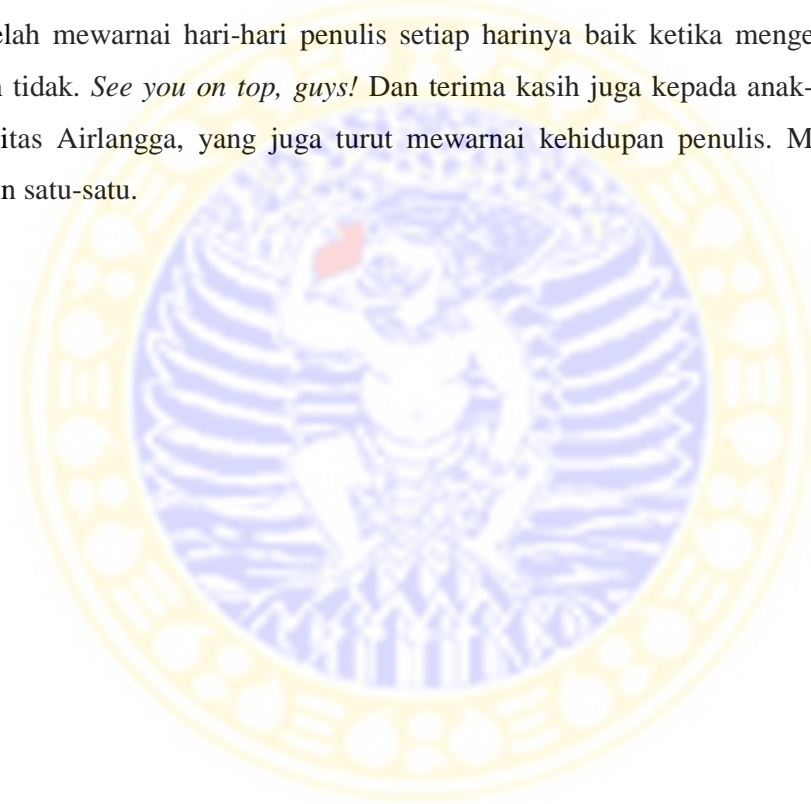 elah mewarnai hari-hari penulis setiap harinya baik ketika menge
n tidak. See you on top, guys! Dan terima kasih juga kepada anak-
itas Airlangga, yang juga turut mewarnai kehidupan penulis. M
n satu-satu.